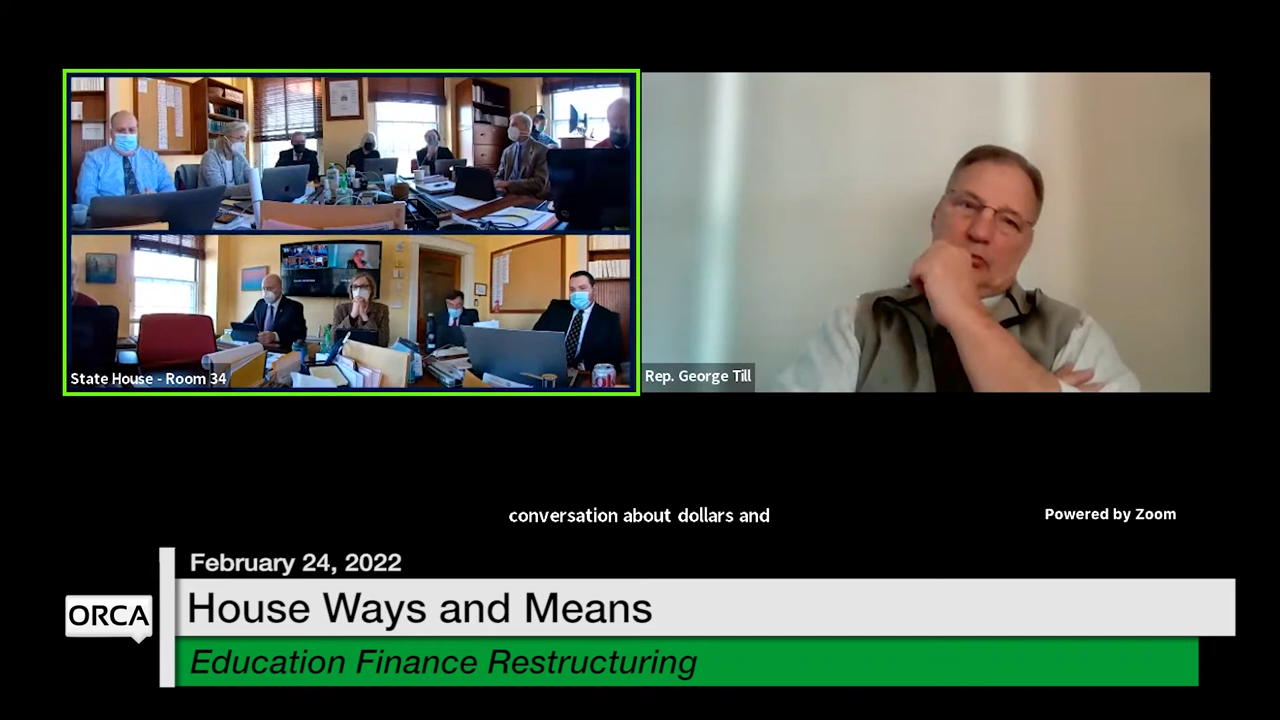 State House - Room 34
Rep. George Till
conversation about dollars and
Powered by Zoom
February 24, 2022
ORCA
House Ways and Means
Education Finance Restructuring